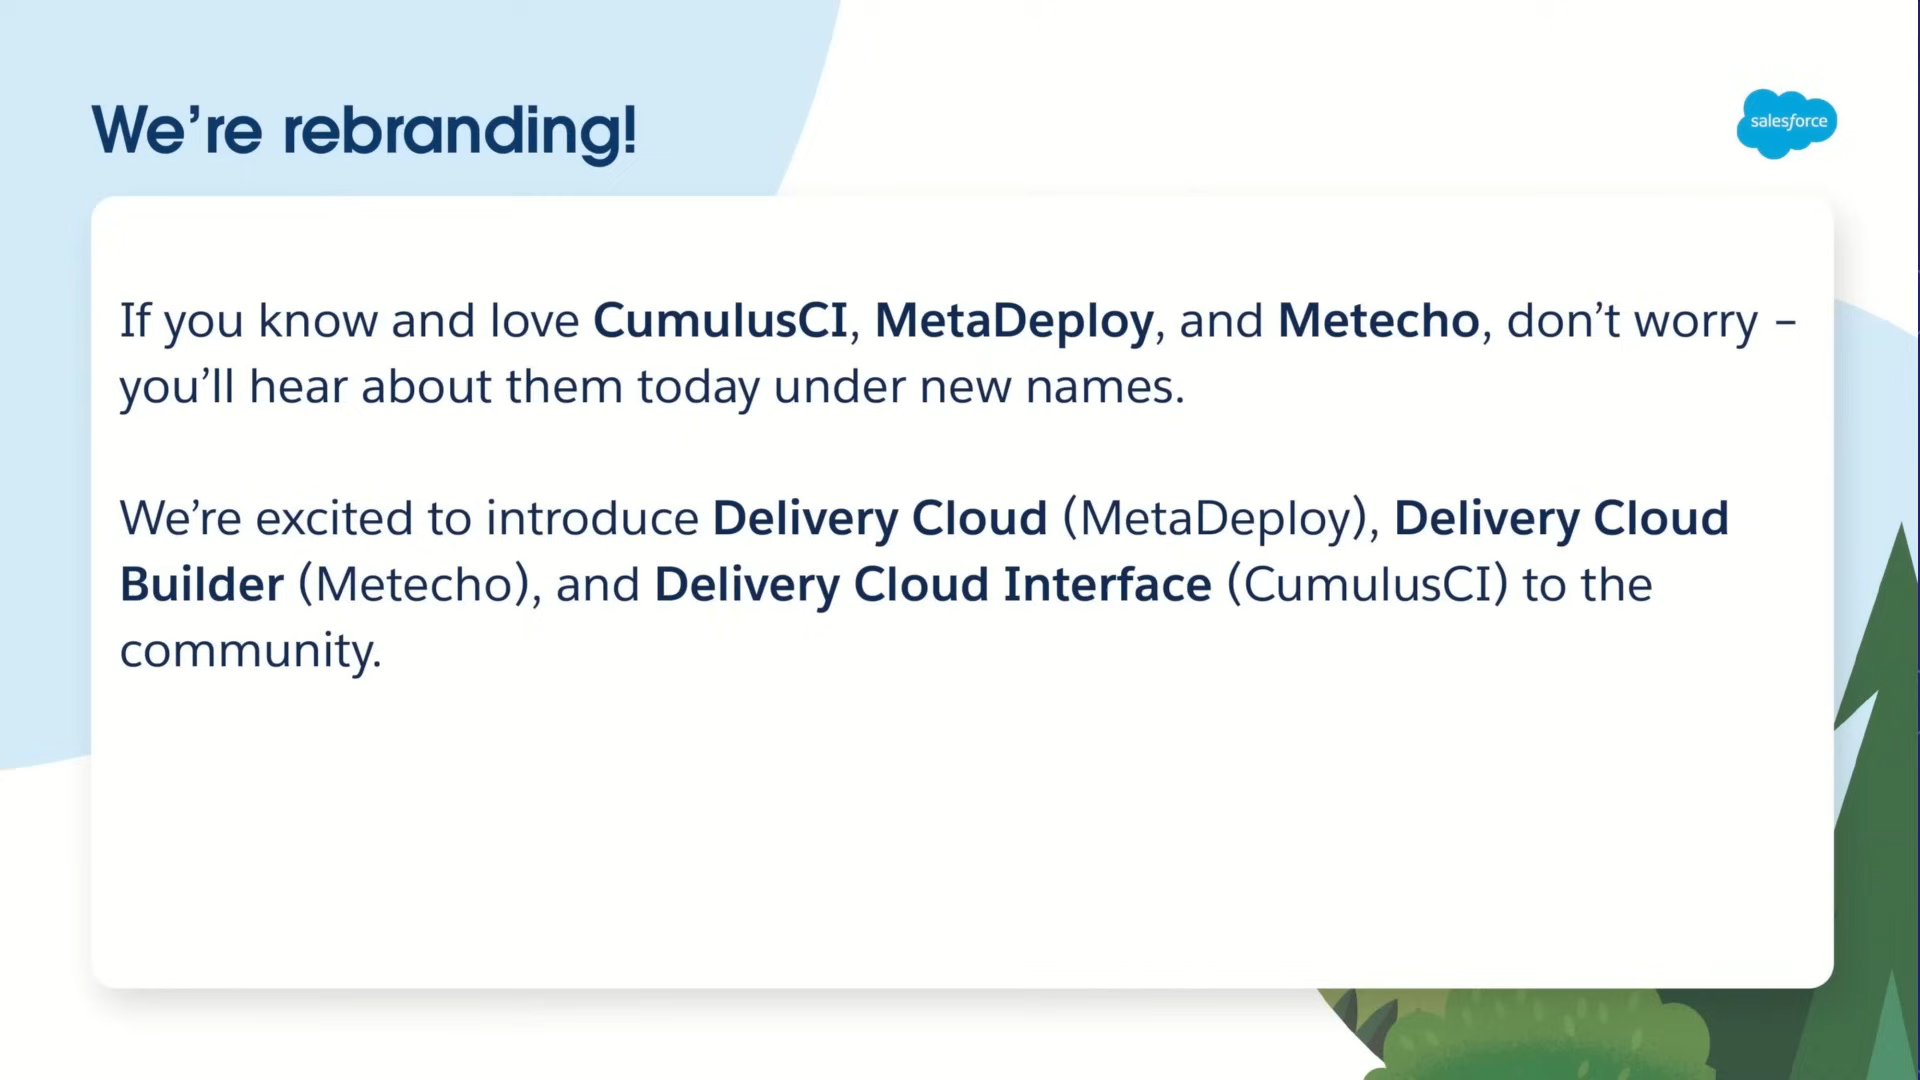 We’re rebranding!
salesforce
If you know and love CumulusCI, MetaDeploy, and Metecho, don’t worry –
you’ll hear about them today under new names.
We’re excited to introduce Delivery Cloud (MetaDeploy), Delivery Cloud
Builder (Metecho), and Delivery Cloud Interface (CumulusCI) to the
community.